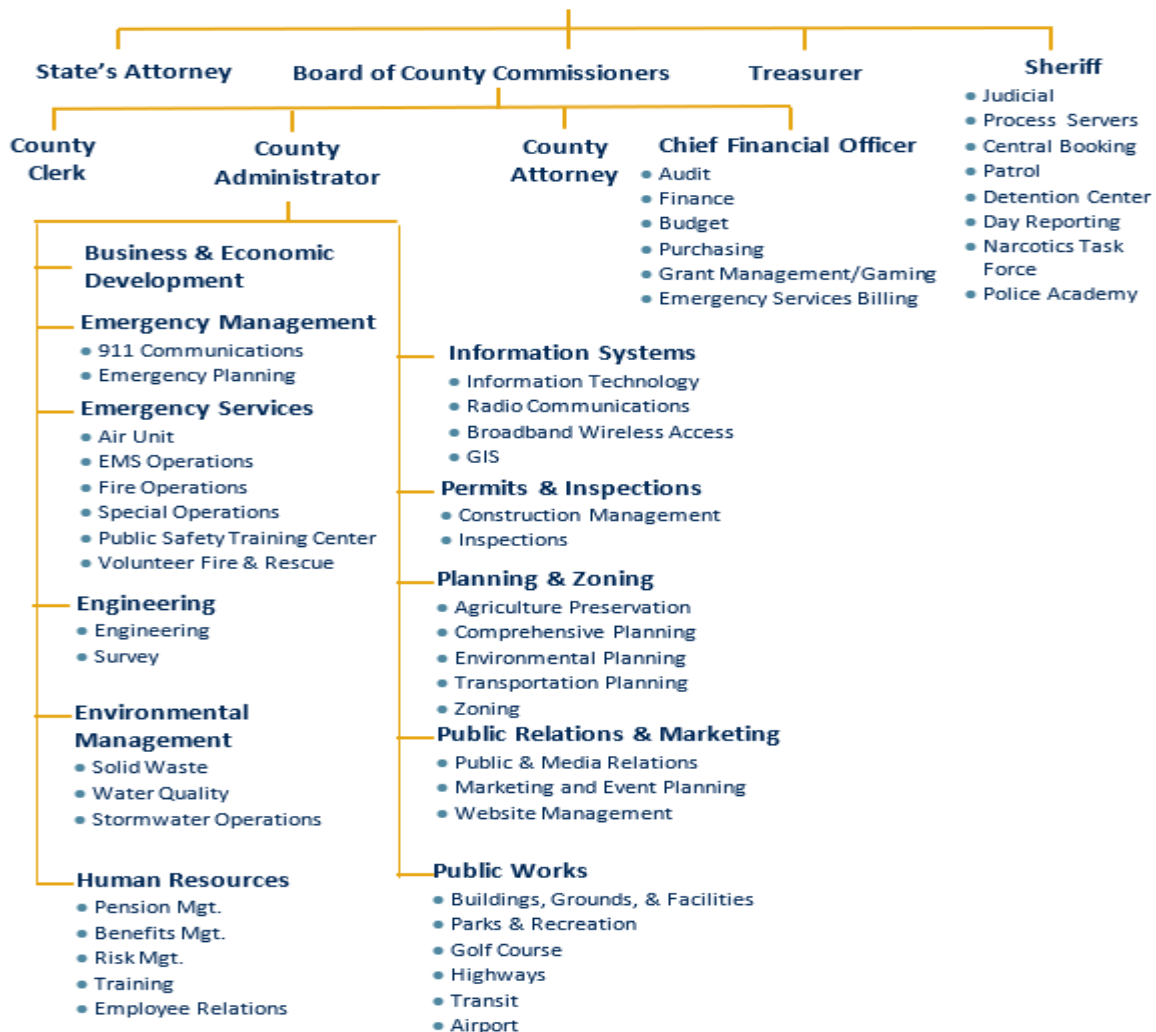 State's Attorney
Board of County Commissioners
Treasurer
Sheriff
• Judicial
• Process Servers
• Central Booking
• Patrol
• Detention Center
• Day Reporting
• Narcotics Task
Force
• Police Academy
County
Clerk
County
Administrator
County
Attorney
Chief Financial Officer
• Audit
• Finance
• Budget
• Purchasing
• Grant Management/Gaming
• Emergency Services Billing
Business & Economic
Development
Emergency Management
• 911 Communications
• Emergency Planning
Emergency Services
• Air Unit
• EMS Operations
• Fire Operations
• Special Operations
• Public Safety Training Center
• Volunteer Fire & Rescue
Engineering
• Engineering
• Survey
Environmental
Management
• Solid Waste
• Water Quality
• Stormwater Operations
Human Resources
• Pension Mgt.
• Benefits Mgt.
• Risk Mgt.
• Training
• Employee Relations
Information Systems
• Information Technology
• Radio Communications
• Broadband Wireless Access
• GIS
Permits & Inspections
• Construction Management
• Inspections
Planning & Zoning
• Agriculture Preservation
• Comprehensive Planning
• Environmental Planning
• Transportation Planning
• Zoning
Public Relations & Marketing
• Public & Media Relations
• Marketing and Event Planning
• Website Management
Public Works
• Buildings, Grounds, & Facilities
• Parks & Recreation
• Golf Course
• Highways
• Transit
• Airport